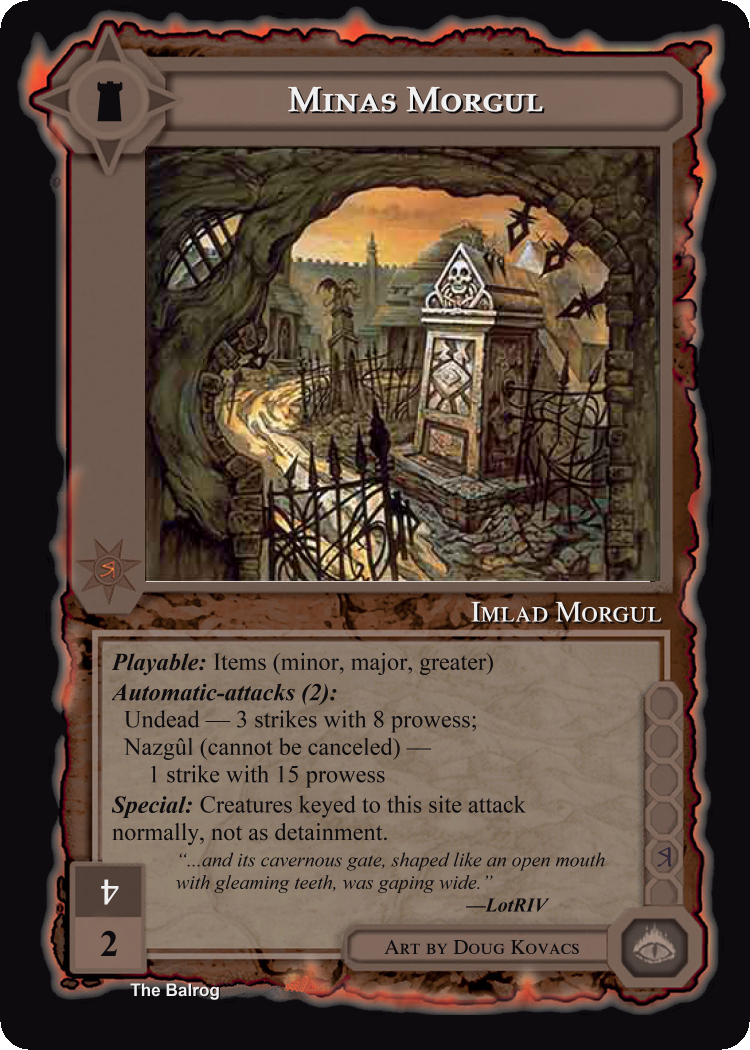 Minas Morgul
Imlad Morgul
Playable: Items (minor, major, greater)
Automatic-attacks (2):
Undead — 3 strikes with 8 prowess;
Nazgûl (cannot be canceled) —
1 strike with 15 prowess
Special: Creatures keyed to this site attack
normally, not as detainment.
“...and its cavernous gate, shaped like an open mouth
with gleaming teeth, was gaping wide.”
—LotRIV
4
2
Art by Doug Kovacs
The Balrog